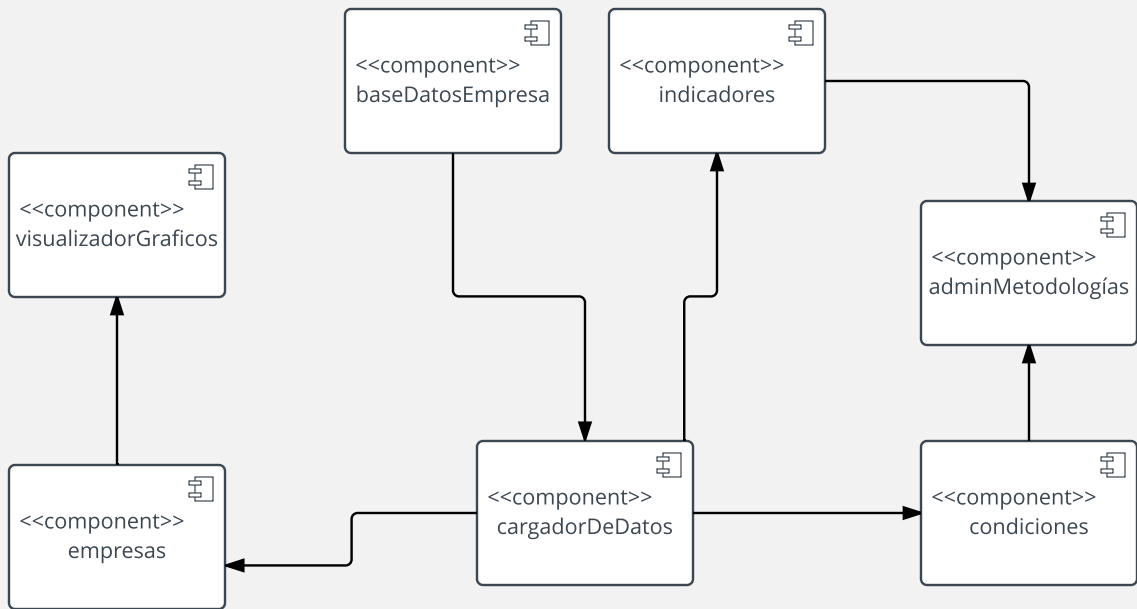 <<component>>
baseDatosEmpresa
<<component>>
indicadores
<<component>>
visualizadorGraficos
<<component>>
adminMetodologías
<<component>>
empresas
<<component>>
cargadorDeDatos
<<component>>
condiciones